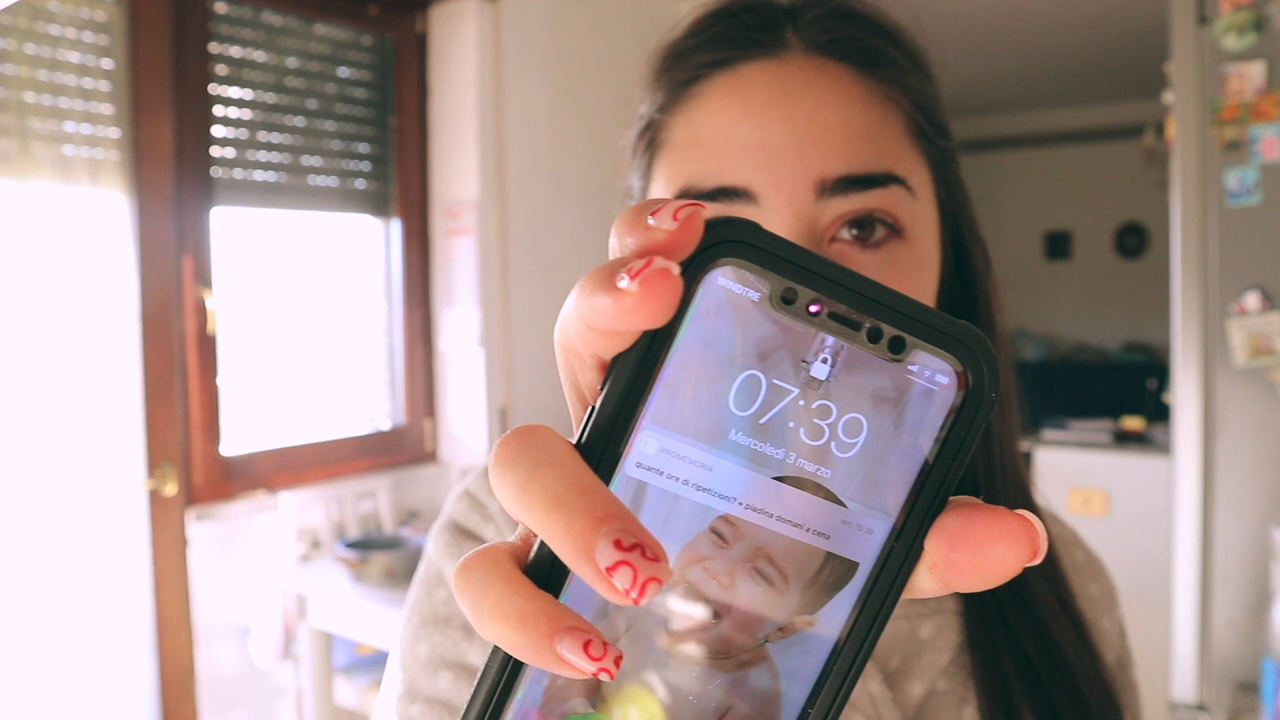 WINDTRE
07:39
Mercoledì 3 marzo
PROMEMORIA
quante ore di ripetizioni? + piadina domani a cena